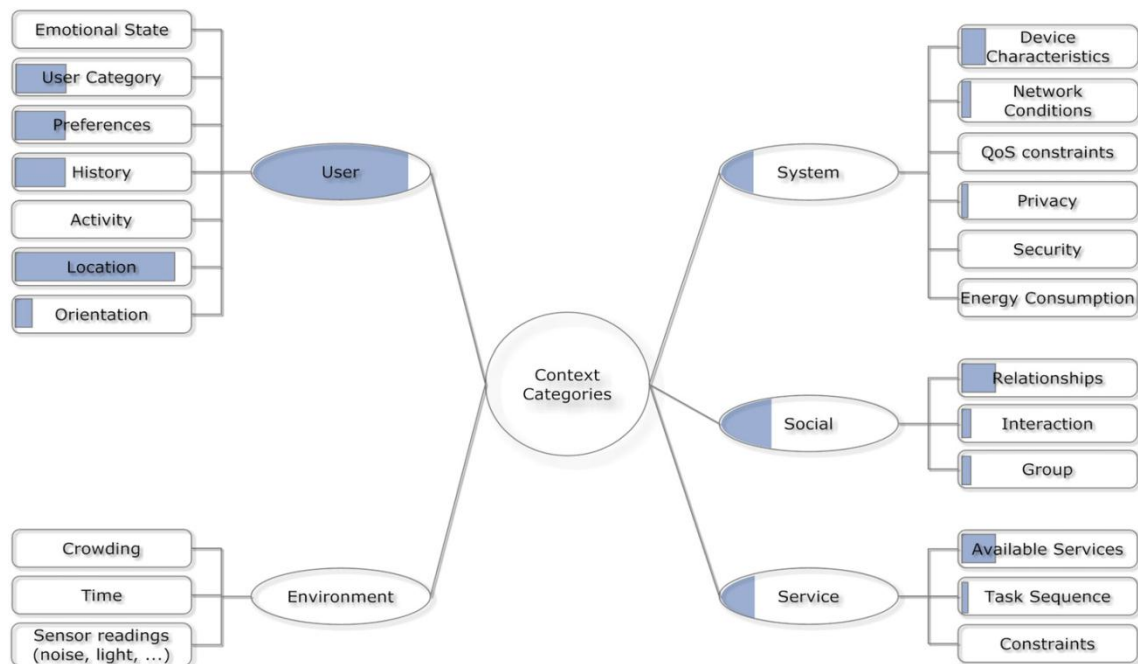 Emotional State
User Category
Preferences
History
Activity
Location
Orientation
User
Crowding
Time
Sensor readings
(noise, light, ...)
Environment
Context
Categories
System
Device
Characteristics
Network
Conditions
QoS constraints
Privacy
Security
Energy Consumption
Social
Relationships
Interaction
Group
Service
Available Services
Task Sequence
Constraints